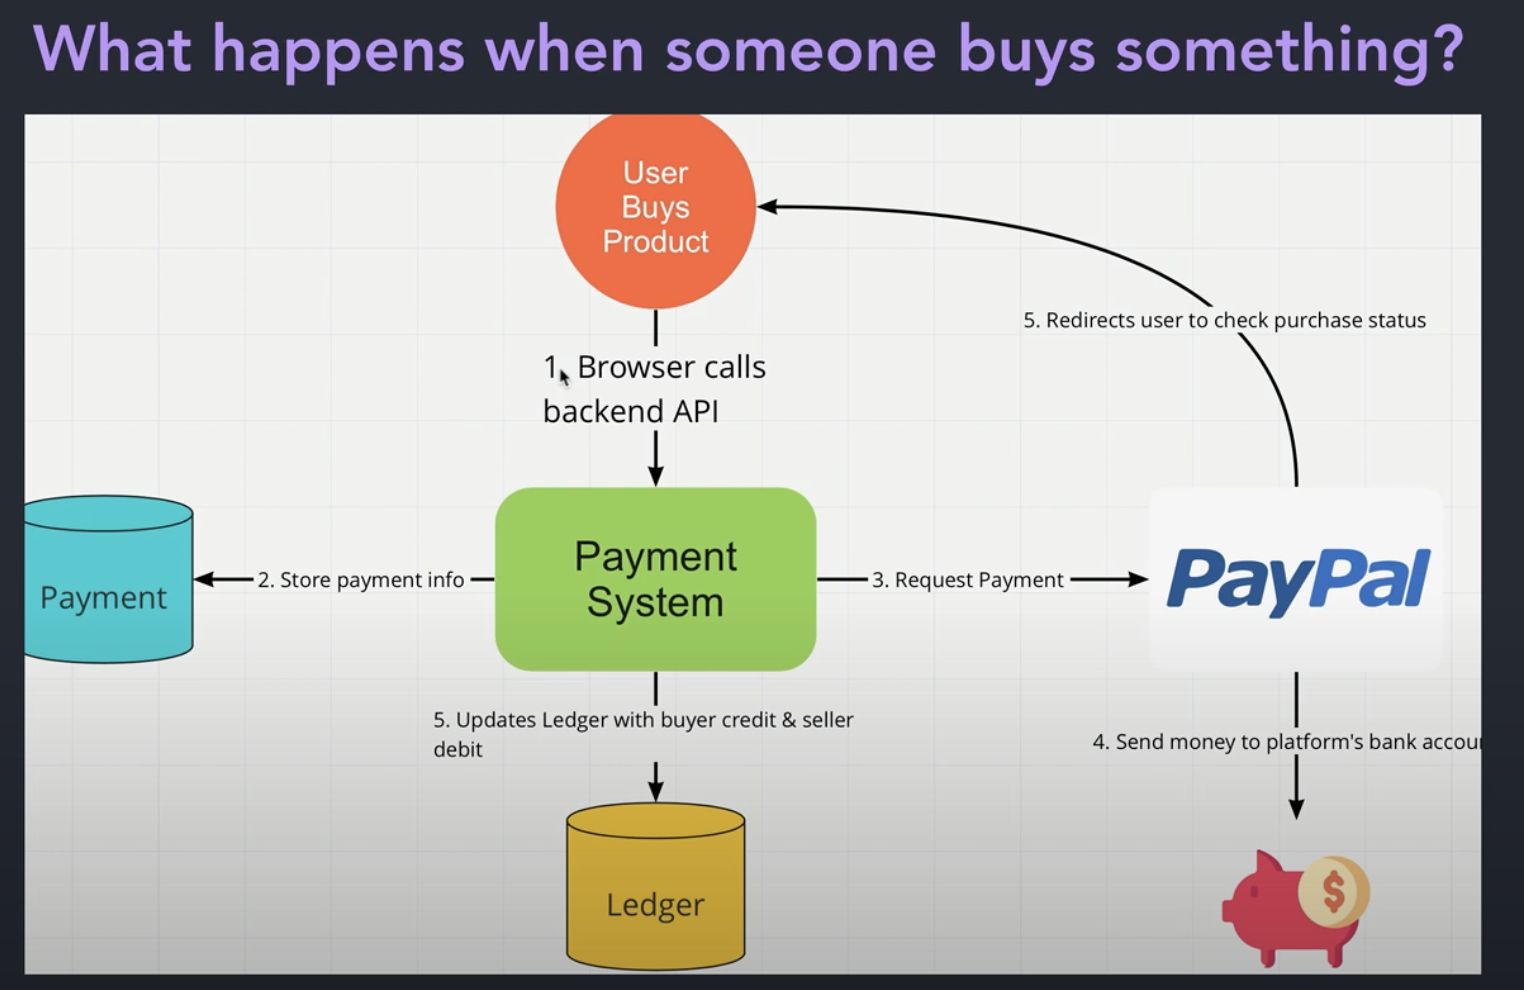 What happens when someone buys something?
User
Buys
Product
5. Redirects user to check purchase status
1. Browser calls
backend API
Payment
2. Store payment info
Payment
System
3. Request Payment
PayPal
5. Updates Ledger with buyer credit & seller
debit
4. Send money to platform's bank
Ledger
$